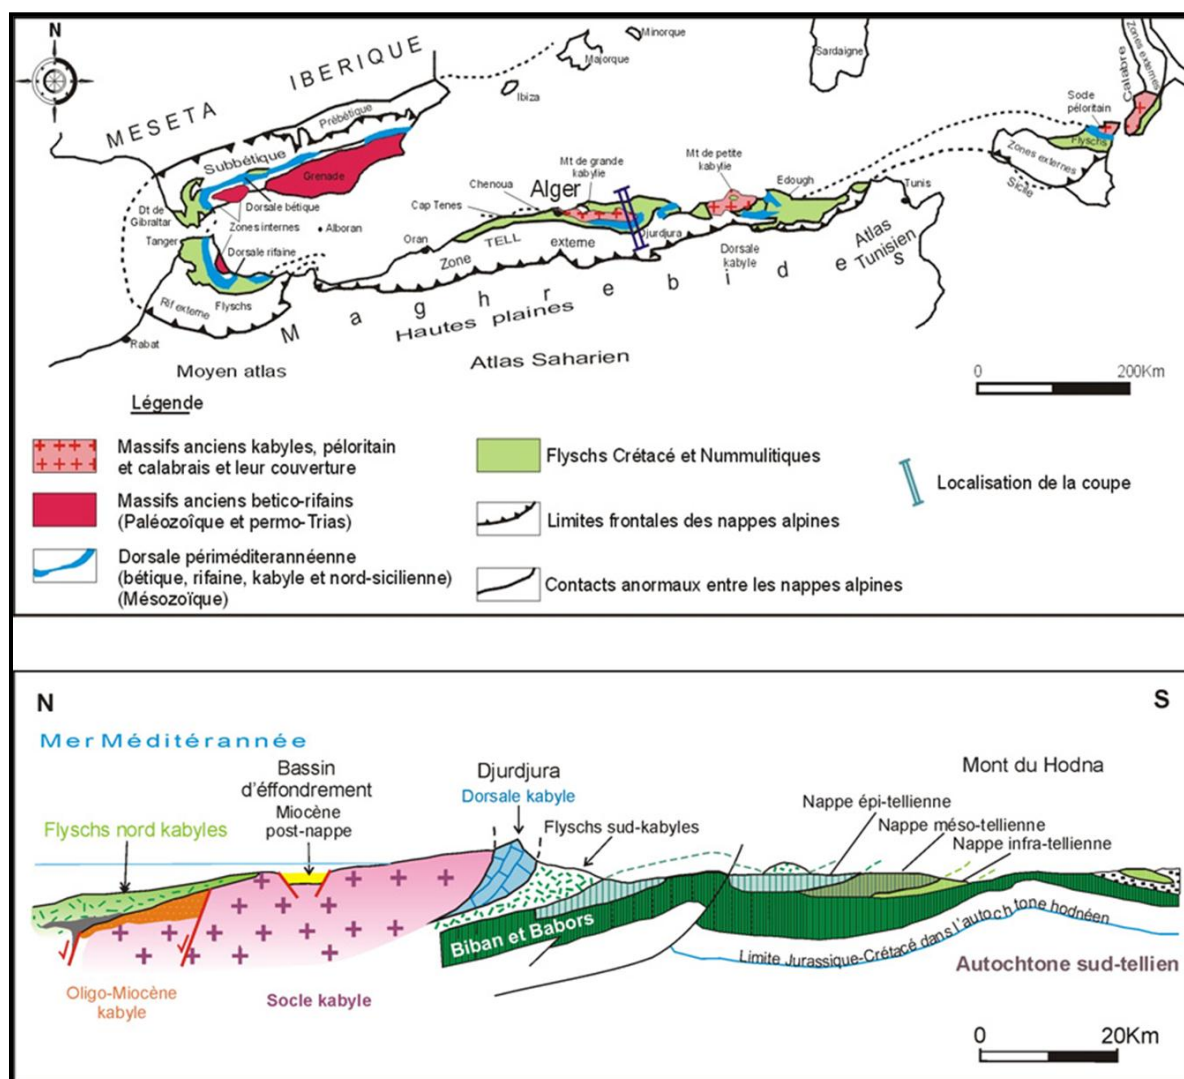 N
MESETA IBERIQUE
Minorque
Majorque
Ibiza
Sardaigne
Calabre
Zones externes
Sode
péloritain
Flyschs
Zones externes
Sicile
Prébétique
Subbétique
Grenade
Dorsale bétique
Dt de
Gibraltar
Zones internes
Alboran
Tanger
Dorsale rifaine
Flyschs
Rif externe
Rabat
Moyen atlas
Mt de grande
kabylie
Chenoua
Alger
Cap Tenes
Oran
TELL
Zone externe
Djurdjura
Mt de petite
kabylie
Edough
Tunis
Dorsale
kabyle
Atlas
Tunisien
Maghrebides
Hautes plaines
Atlas Saharien
0 200Km
Légende
Massifs anciens kabyles, péloritain
et calabrais et leur couverture
Massifs anciens betico-rifains
(Paléozoîque et permo-Trias)
Dorsale périméditerannéenne
(bétique, rifaine, kabyle et nord-sicilienne)
(Mésozoïque)
Flyschs Crétacé et Nummulitiques
Limites frontales des nappes alpines
Contacts anormaux entre les nappes alpines
Localisation de la coupe
N
S
Mer Méditérannée
Bassin
d'éffondrement
Miocène
post-nappe
Djurdjura
Dorsale kabyle
Mont du Hodna
Flyschs nord kabyles
Flyschs sud-kabyles
Nappe épi-tellienne
Nappe méso-tellienne
Nappe infra-tellienne
Biban et Babors
Limite Jurassique-Crétacé dans l'autochtone hodnéen
Autochtone sud-tellien
Oligo-Miocène
kabyle
Socle kabyle
0 20Km